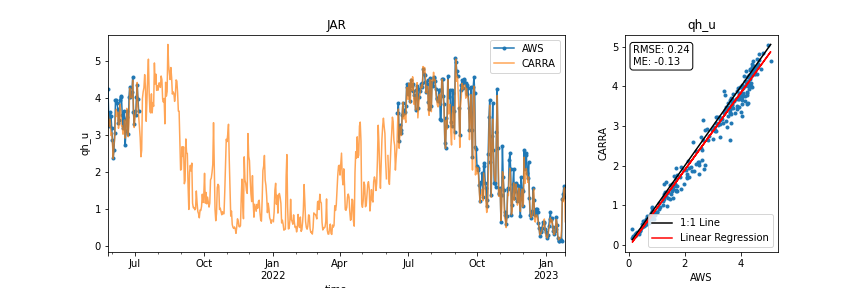 JAR
qh_u
5
4
3
2
1
0
qh_u
AWS
CARRA
Jul
Oct
Jan
2022
Apr
Jul
Oct
Jan
2023
qh_u
RMSE: 0.24
ME: -0.13
5
4
3
2
1
0
CARRA
1:1 Line
Linear Regression
0
2
4
AWS